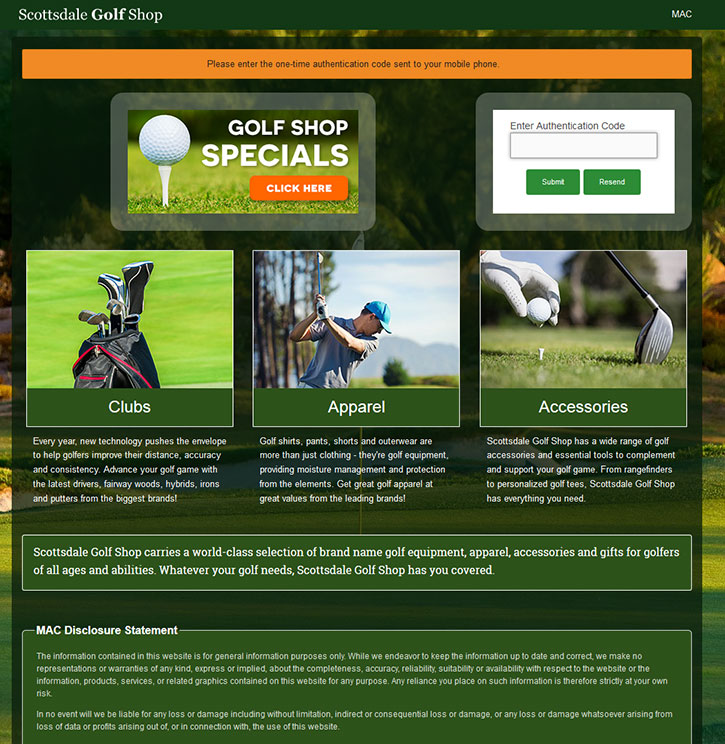 Scottsdale Golf Shop
MAC
Please enter the one-time authentication code sent to your mobile phone.
GOLF SHOP
SPECIALS
CLICK HERE
Enter Authentication Code
Submit
Resend
Clubs
Every year, new technology pushes the envelope
to help golfers improve their distance, accuracy
and consistency. Advance your golf game with
the latest drivers, fairway woods, hybrids, irons
and putters from the biggest brands!
Apparel
Golf shirts, pants, shorts and outerwear are
more than just clothing - they're golf equipment,
providing moisture management and protection
from the elements. Get great golf apparel at
great values from the leading brands!
Accessories
Scottsdale Golf Shop has a wide range of golf
accessories and essential tools to complement
and support your golf game. From rangefinders
to personalized golf tees, Scottsdale Golf Shop
has everything you need.
Scottsdale Golf Shop carries a world-class selection of brand name golf equipment, apparel, accessories and gifts for golfers
of all ages and abilities. Whatever your golf needs, Scottsdale Golf Shop has you covered.
MAC Disclosure Statement
The information contained in this website is for general information purposes only. While we endeavor to keep the information up to date and correct, we make no
representations or warranties of any kind, express or implied, about the completeness, accuracy, reliability, suitability or availability with respect to the website or the
information, products, services, or related graphics contained on this website for any purpose. Any reliance you place on such information is therefore strictly at your own
risk.
In no event will we be liable for any loss or damage including without limitation, indirect or consequential loss or damage, or any loss or damage whatsoever arising from
loss of data or profits arising out of, or in connection with, the use of this website.